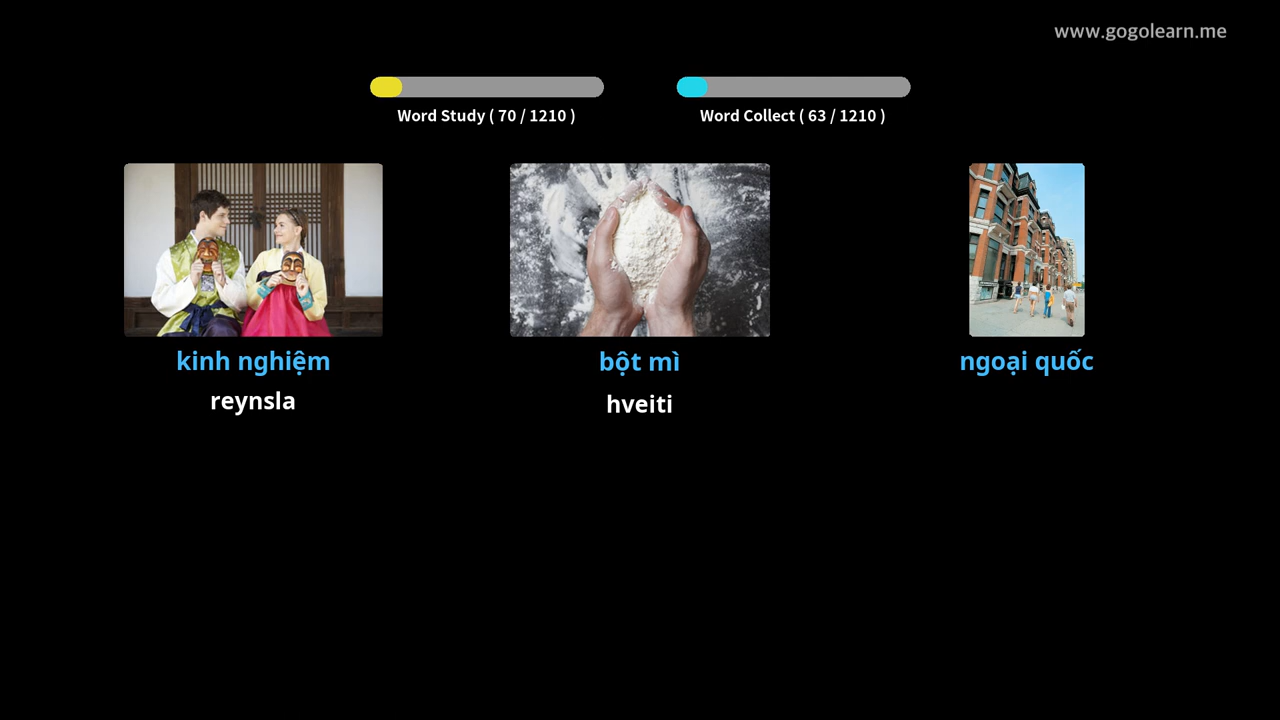 www.gogolearn.me
Word Study ( 70 / 1210 )
Word Collect ( 63 / 1210 )
kinh nghiệm
reynsla
bột mì
hveiti
ngoại quốc